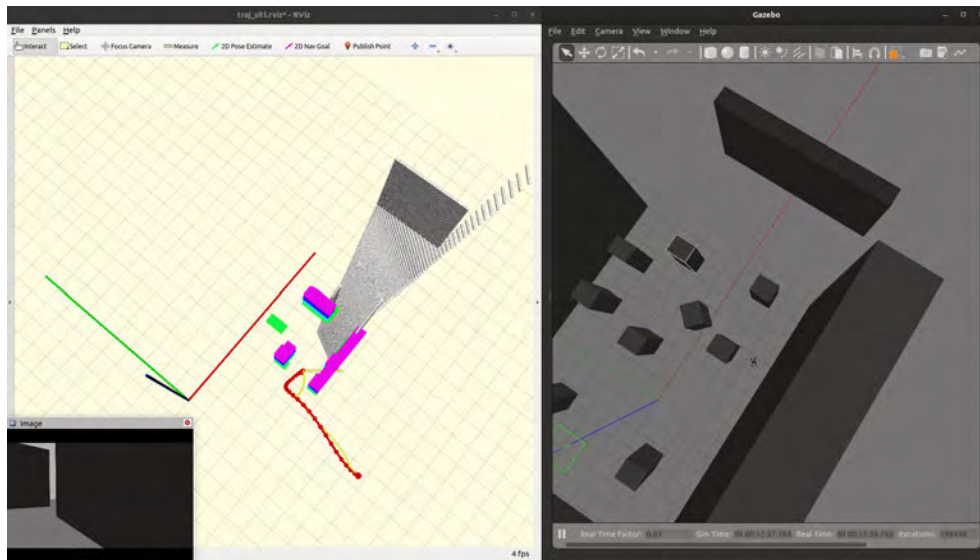 traj_siti.rviz* - RViz
File Panels Help
Interact Select Focus Camera Measure 2D Pose Estimate 2D Nav Goal Publish Point
Image
4 fps
Gazebo
File Edit Camera View Window Help
Real Time Factor: Sim Time: Real Time: Iterations: